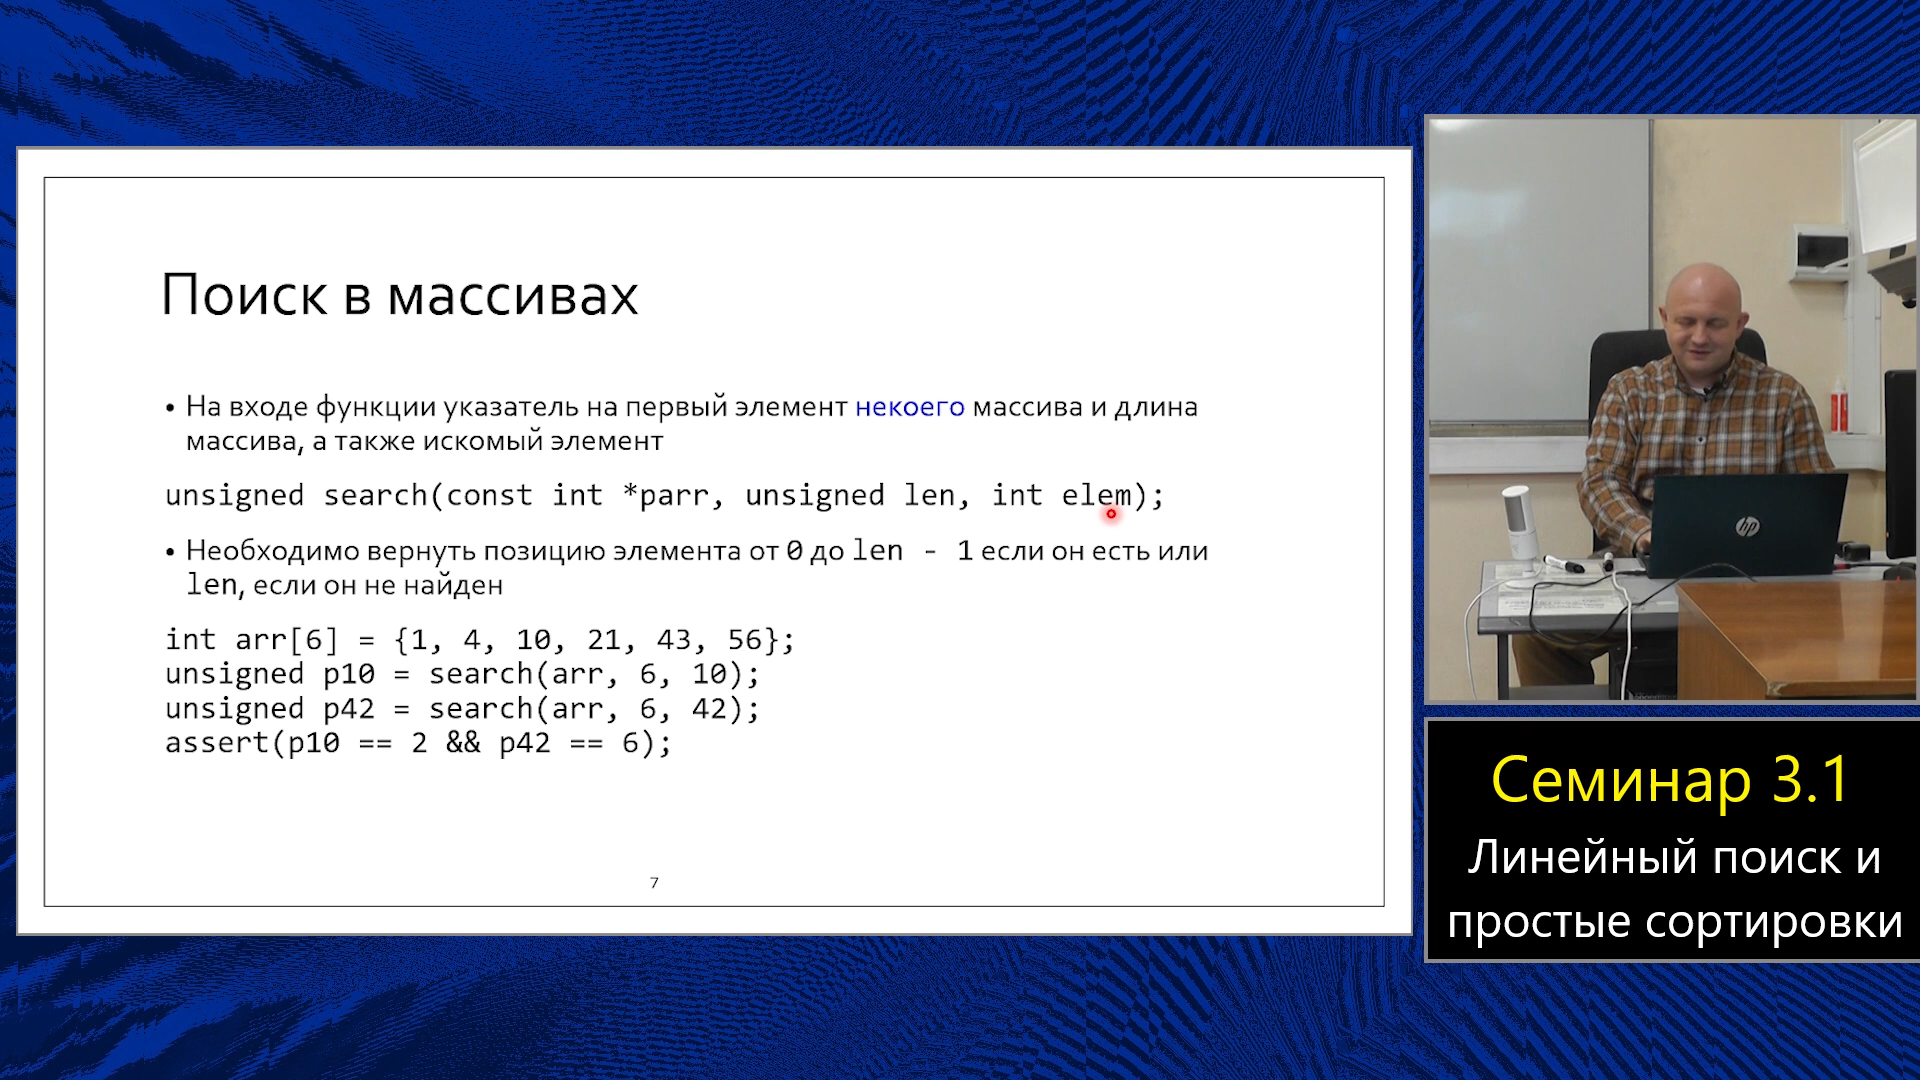 Поиск в массивах
• На входе функции указатель на первый элемент некоего массива и длина
массива, а также искомый элемент
unsigned search(const int *parr, unsigned len, int elem);
• Необходимо вернуть позицию элемента от 0 до len - 1 если он есть или
len, если он не найден
int arr[6] = {1, 4, 10, 21, 43, 56};
unsigned p10 = search(arr, 6, 10);
unsigned p42 = search(arr, 6, 42);
assert(p10 == 2 && p42 == 6);
7
hp
Семинар 3.1
Линейный поиск и
простые сортировки